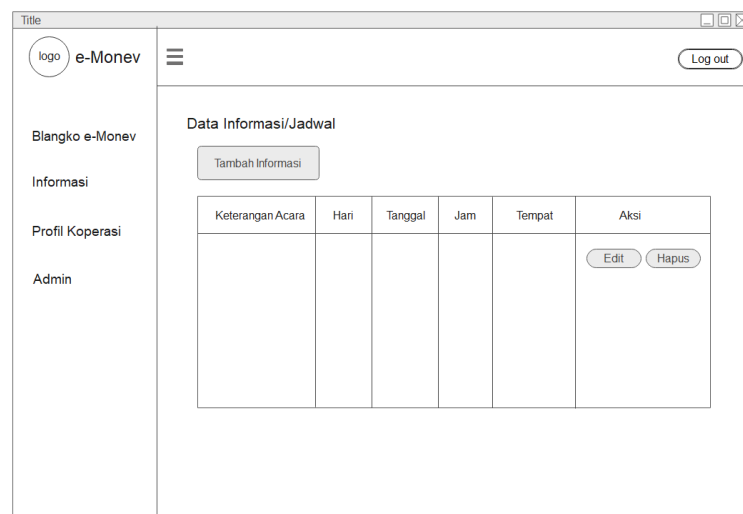 Title
logo
e-Monev
Log out
Blangko e-Monev
Informasi
Profil Koperasi
Admin
Data Informasi/Jadwal
Tambah Informasi
Keterangan Acara Hari Tanggal Jam Tempat Aksi
Edit Hapus